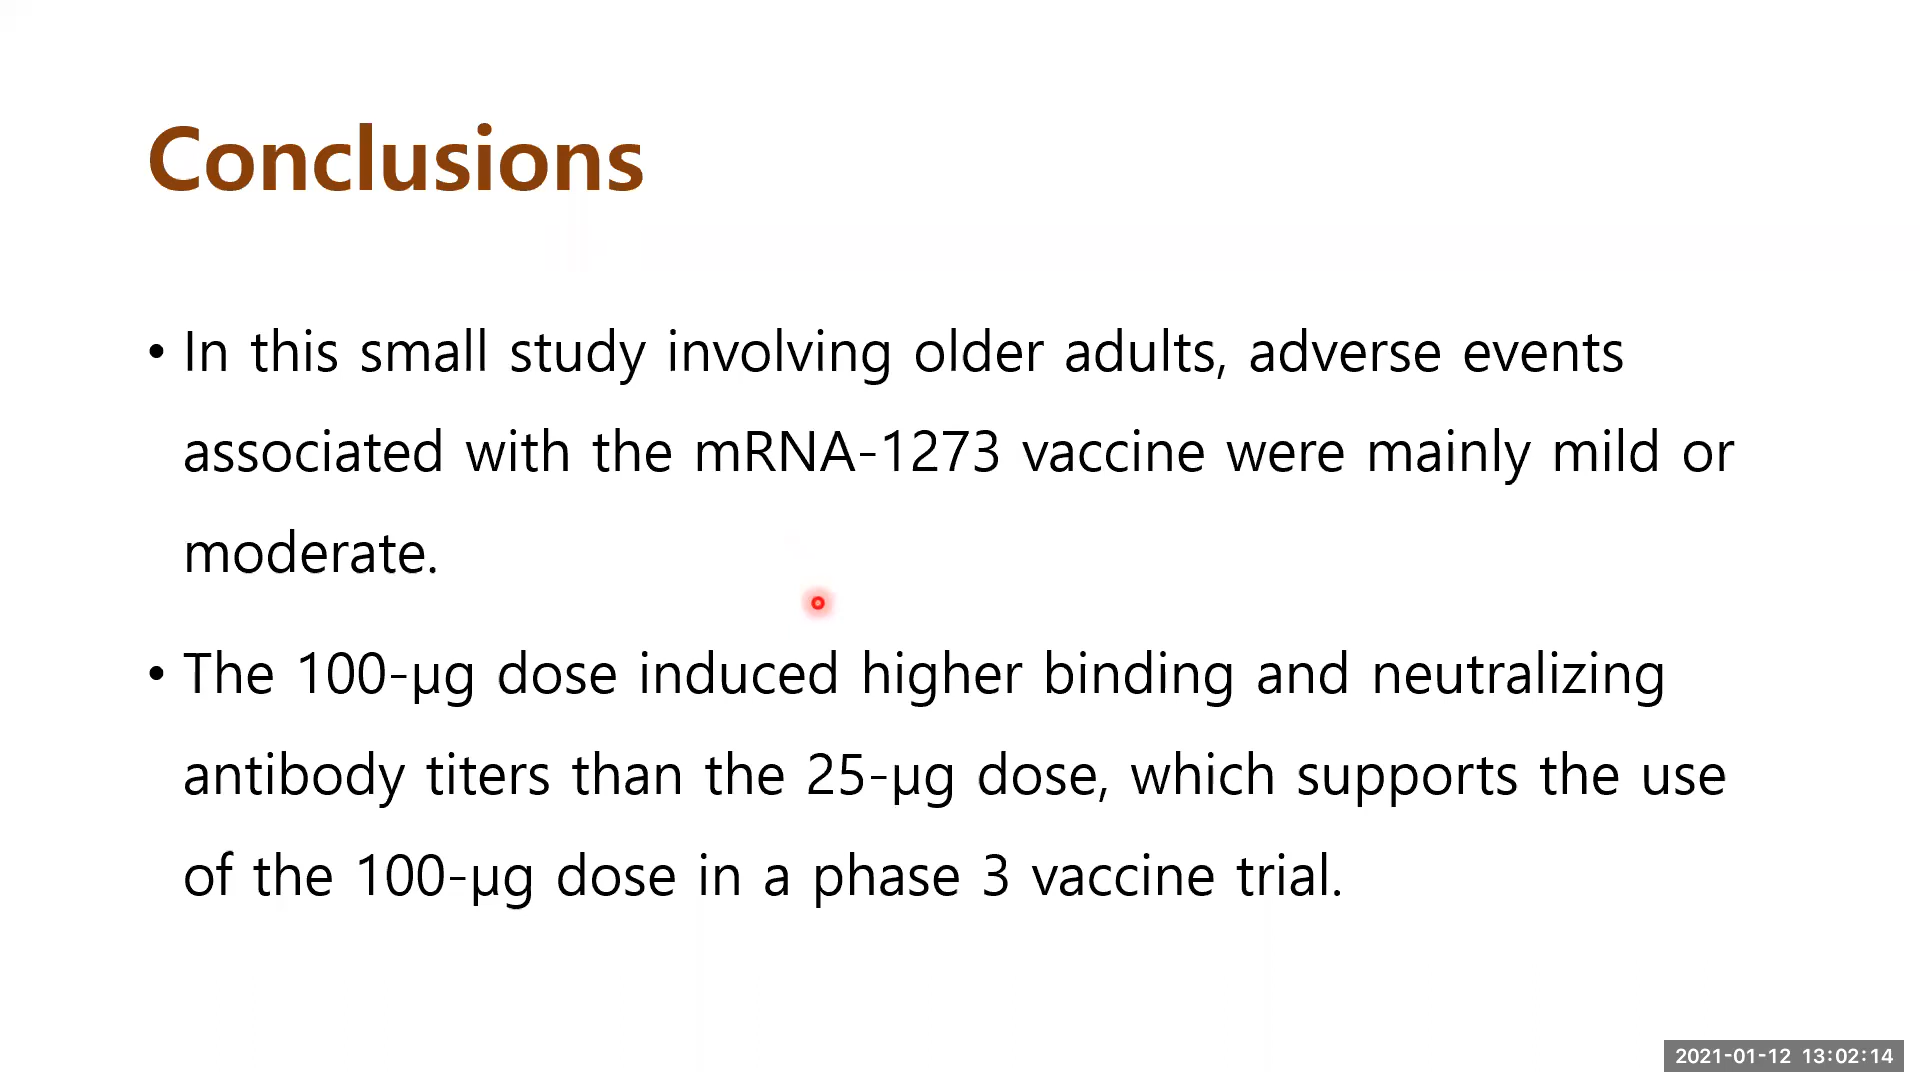 Conclusions
• In this small study involving older adults, adverse events
associated with the mRNA-1273 vaccine were mainly mild or
moderate.
• The 100-μg dose induced higher binding and neutralizing
antibody titers than the 25-μg dose, which supports the use
of the 100-μg dose in a phase 3 vaccine trial.
2021-01-12 13:02:14